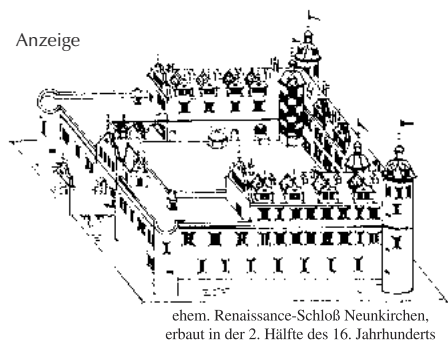 Anzeige
ehem. Renaissance-Schloß Neunkirchen,
erbaut in der 2. Hälfte des 16. Jahrhunderts